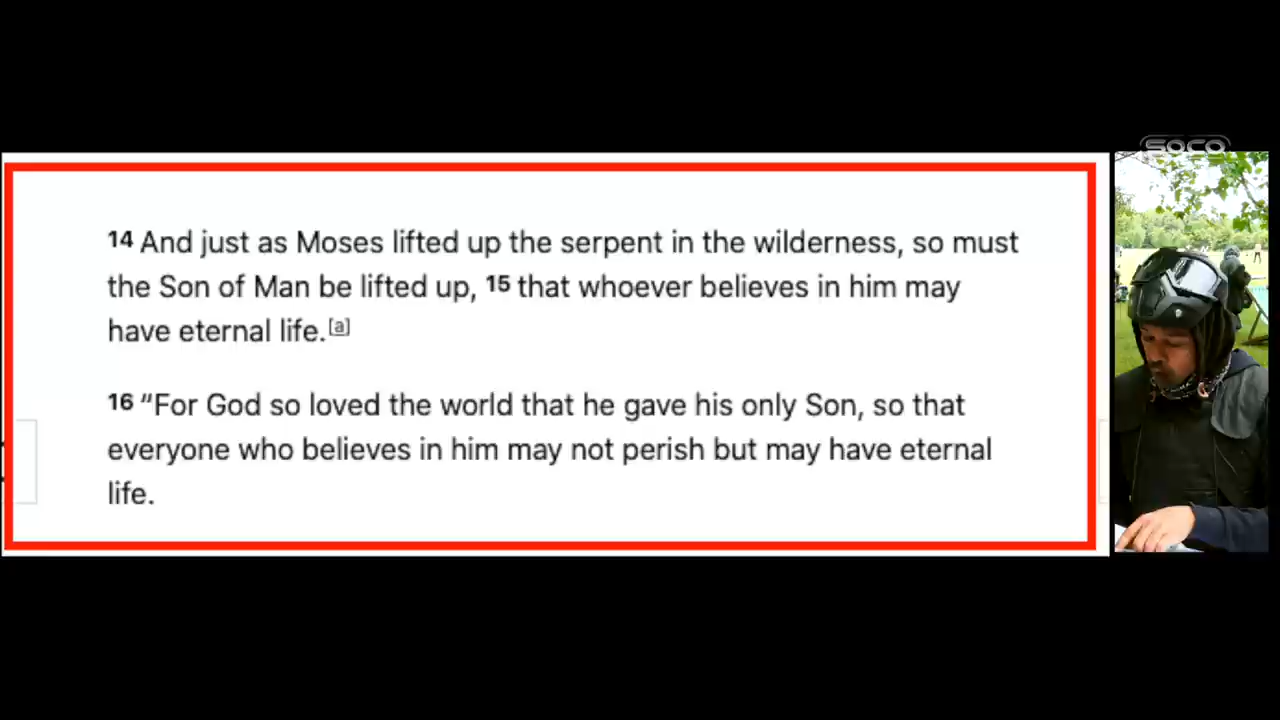 SOCO
14 And just as Moses lifted up the serpent in the wilderness, so must
the Son of Man be lifted up, 15 that whoever believes in him may
have eternal life.[a]
16 “For God so loved the world that he gave his only Son, so that
everyone who believes in him may not perish but may have eternal
life.